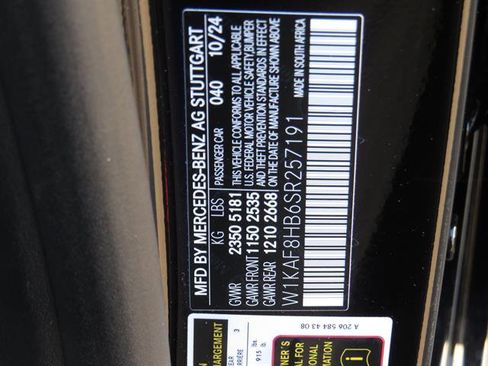 MFD BY MERCEDES-BENZ AG STUTTGART
PASSENGER CAR 040 10/24
KG LBS
GVWR 2350 5181
GAWR FRONT 1150 2535
GAWR REAR 1210 2668
THIS VEHICLE CONFORMS TO ALL APPLICABLE
U.S. FEDERAL MOTOR VEHICLE SAFETY, BUMPER
AND THEFT PREVENTION STANDARDS IN EFFECT
ON THE DATE OF MANUFACTURE SHOWN ABOVE
MADE IN SOUTH AFRICA
W1KAF8HB6SR257191
A 206 584 43 08
3
915 lb.